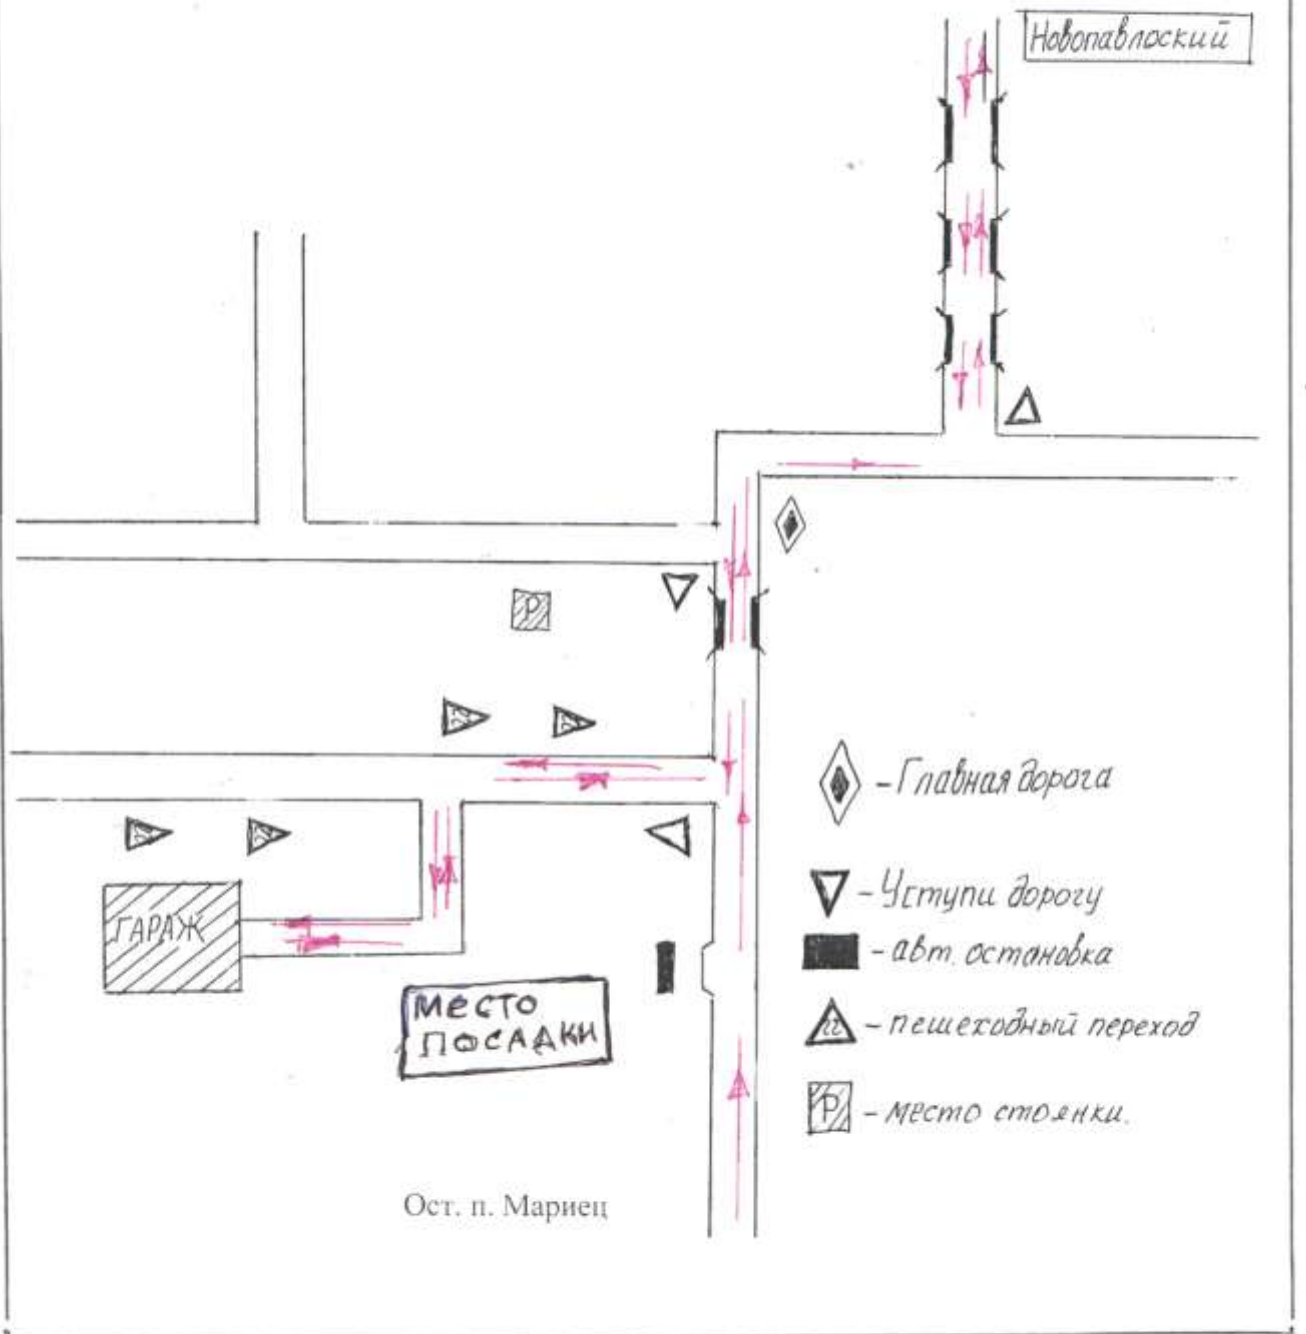 Новопавлоский
P
- Главная дорога
- Уступи дорогу
ГАРАЖ
- авт. остановка
МЕСТО
ПОСАДКИ
- пешеходный переход
P - место стоянки.
Ост. п. Мариец